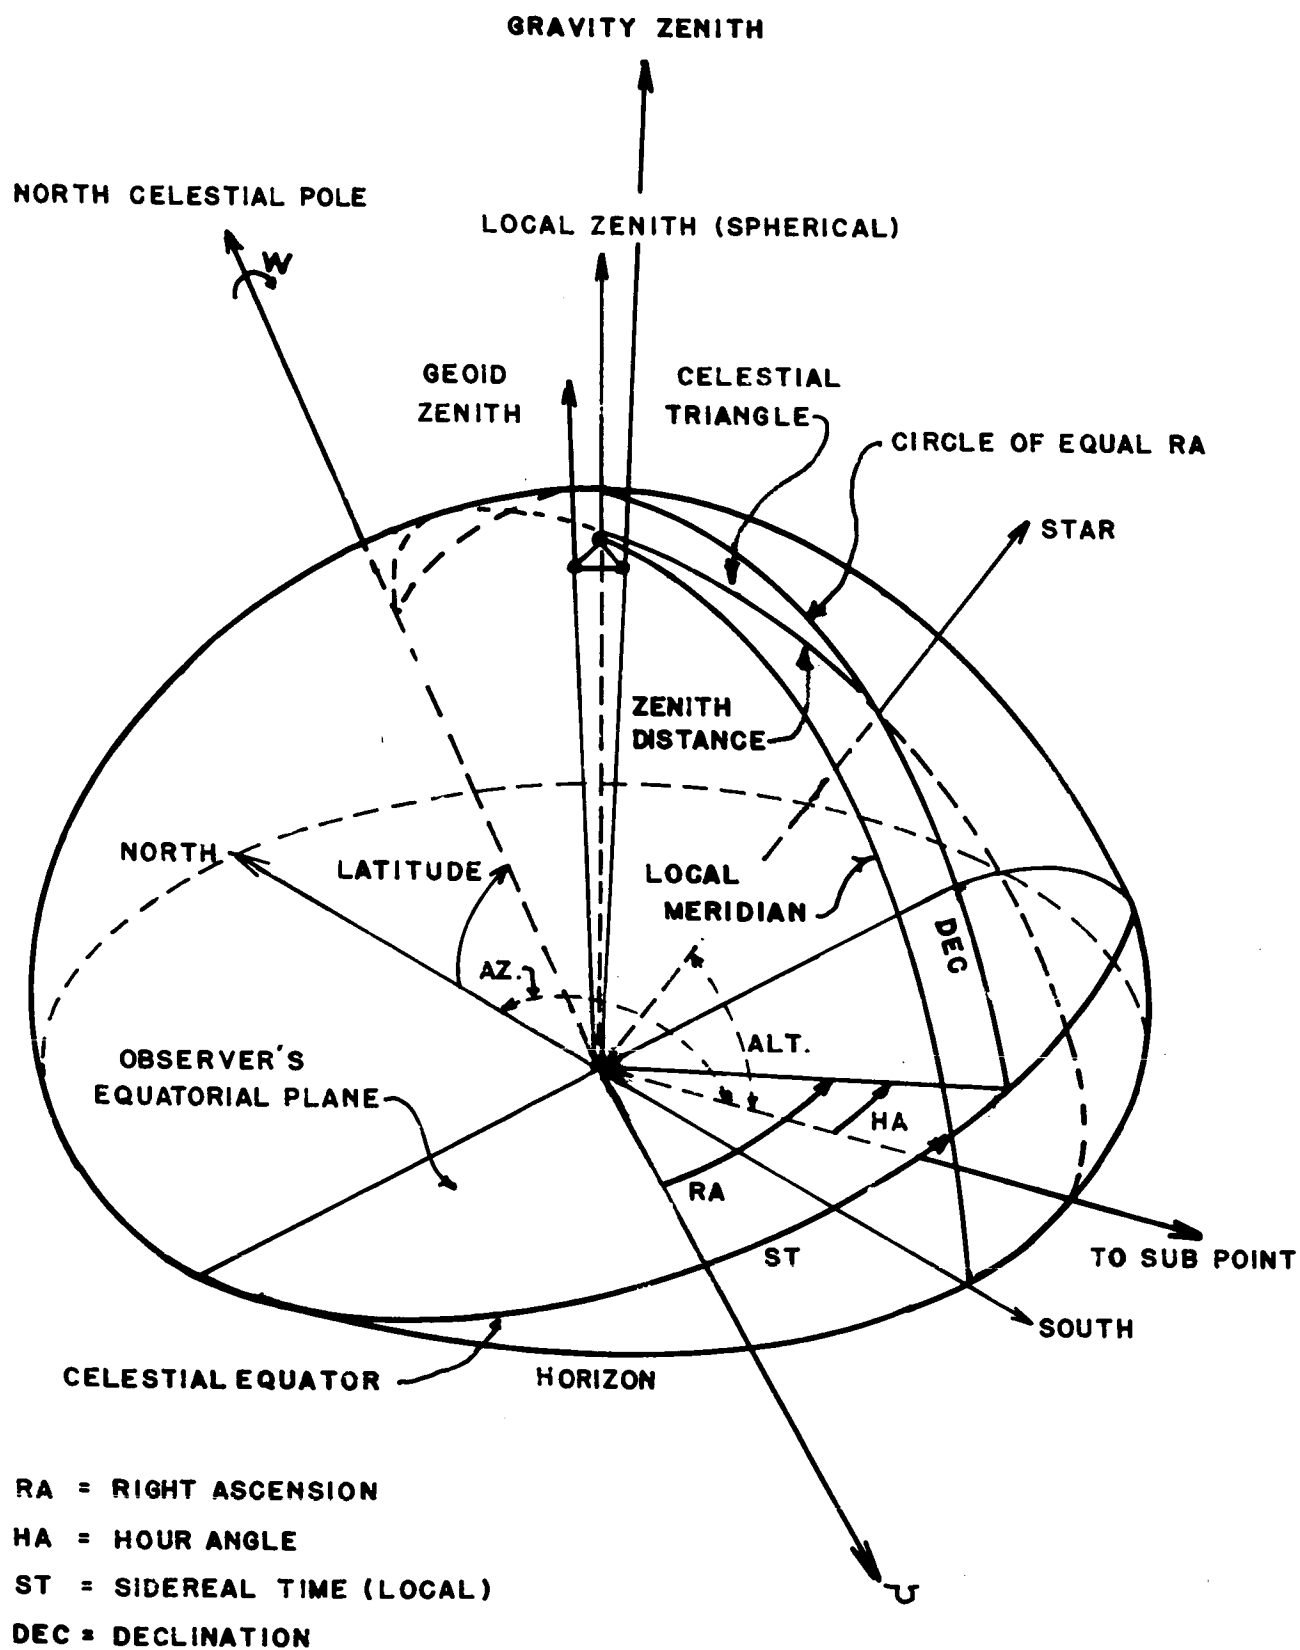 GRAVITY ZENITH
NORTH CELESTIAL POLE
LOCAL ZENITH (SPHERICAL)
W
GEOID
ZENITH
CELESTIAL
TRIANGLE
CIRCLE OF EQUAL RA
STAR
ZENITH
DISTANCE
NORTH
LATITUDE
LOCAL
MERIDIAN
DEC
AZ.
ALT.
OBSERVER'S
EQUATORIAL PLANE
HA
RA
ST
TO SUB POINT
SOUTH
CELESTIAL EQUATOR
HORIZON
RA = RIGHT ASCENSION
HA = HOUR ANGLE
ST = SIDEREAL TIME (LOCAL)
DEC = DECLINATION